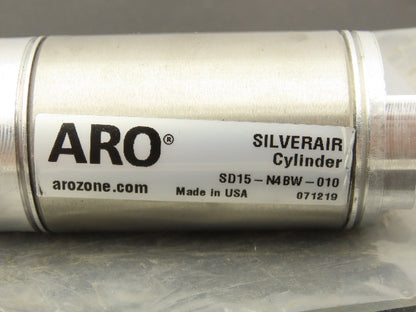 ARO®
arozone.com
SILVERAIR
Cylinder
SD15-N4BW-010
Made in USA
071219